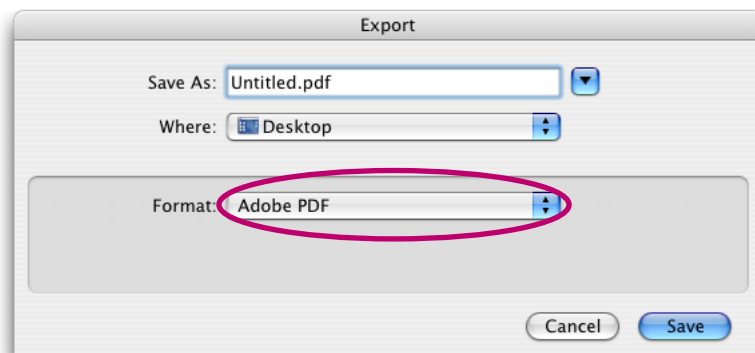 Export
Save As: Untitled.pdf
Where: Desktop
Format: Adobe PDF
Cancel Save